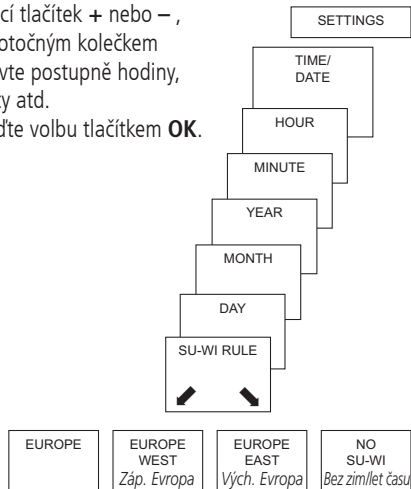 cí tlačítek + nebo – ,
otočným kolečkem
vte postupně hodiny,
y atd.
ďte volbu tlačítkem OK.
SETTINGS
TIME/
DATE
HOUR
MINUTE
YEAR
MONTH
DAY
SU-WI RULE
EUROPE
EUROPE
WEST
Záp. Evropa
EUROPE
EAST
Vých. Evropa
NO
SU-WI
Bez zim/let času